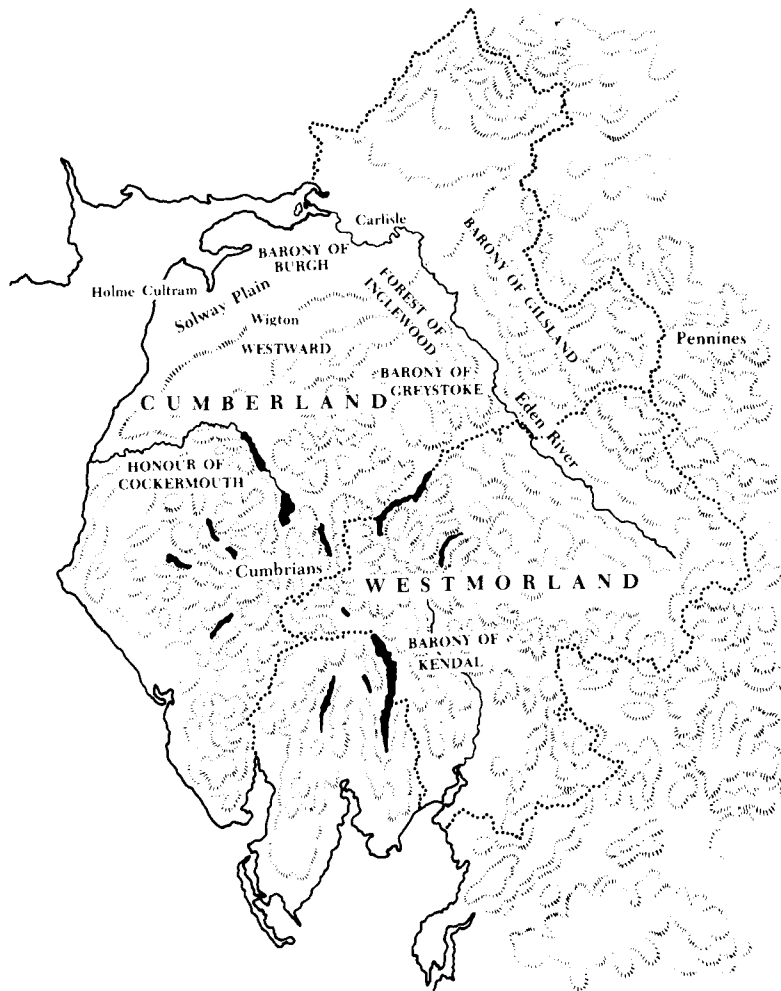 Carlisle
BARONY OF
BURGH
BARONY OF GILSLAND
Holme Cultram
Solway Plain
FOREST OF
INGLEWOOD
Wigton
WESTWARD
Pennines
BARONY OF
GREYSTOKE
CUMBERLAND
Eden River
HONOUR OF
COCKERMOUTH
Cumbrians
WESTMORLAND
BARONY OF
KENDAL